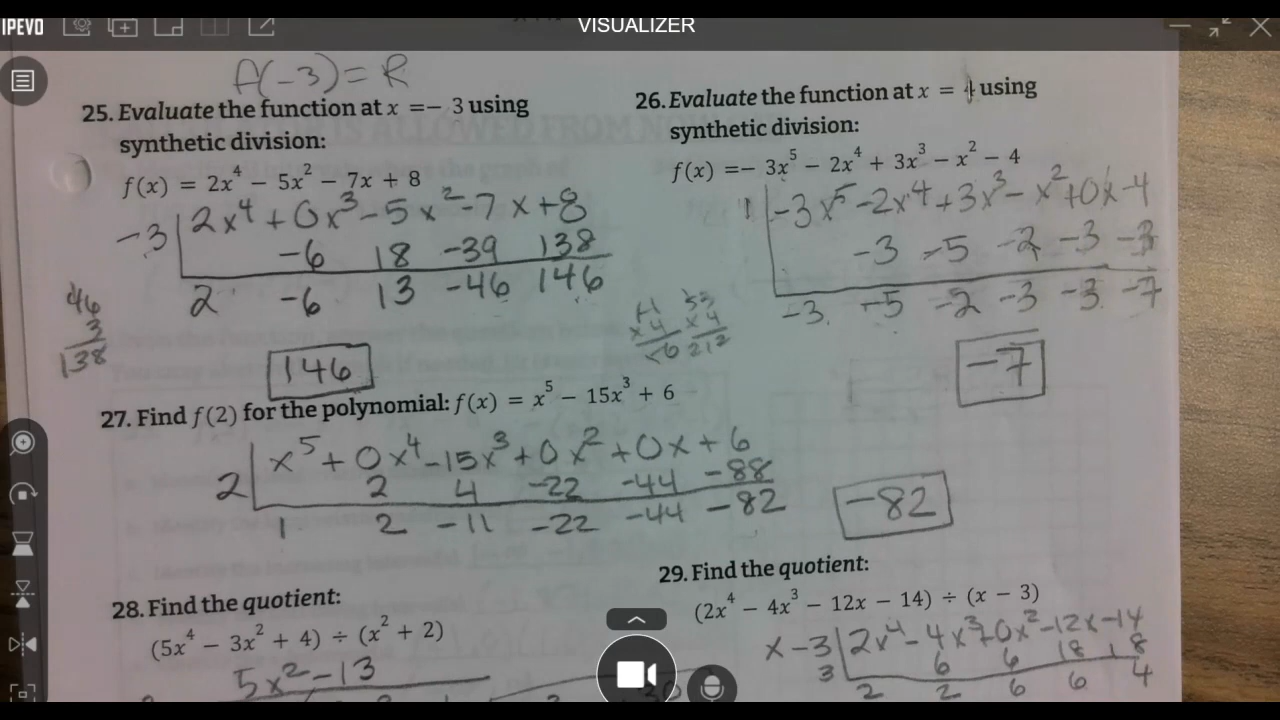 IPEVO
VISUALIZER
f(-3) = R
25. Evaluate the function at x = - 3 using
synthetic division:
f(x) = 2x⁴ - 5x² - 7x + 8
-3 2x⁴ + 0x³ - 5x² - 7x + 8
-6 18 -39 138
2 -6 13 -46 146
46
3
138
146
26. Evaluate the function at x = using
synthetic division:
f(x) = - 3x⁵ - 2x⁴ + 3x³ - x² - 4
1 -3x⁵ - 2x⁴ + 3x³ - x² + 0x - 4
-3 -5 -2 -3 -3
-3 -5 -2 -3 -3 -7
53
x 4
212
-7
27. Find f(2) for the polynomial: f(x) = x⁵ - 15x³ + 6
2 x⁵ + 0x⁴ - 15x³ + 0x² + 0x + 6
2 4 -22 -44 -88
1 2 -11 -22 -44 -82
-82
28. Find the quotient:
(5x⁴ - 3x² + 4) ÷ (x² + 2)
5x² - 13
29. Find the quotient:
(2x⁴ - 4x³ - 12x - 14) ÷ (x - 3)
x - 3 2x⁴ - 4x³ + 0x² - 12x - 14
3 6 6 18 18
2 2 6 6 4